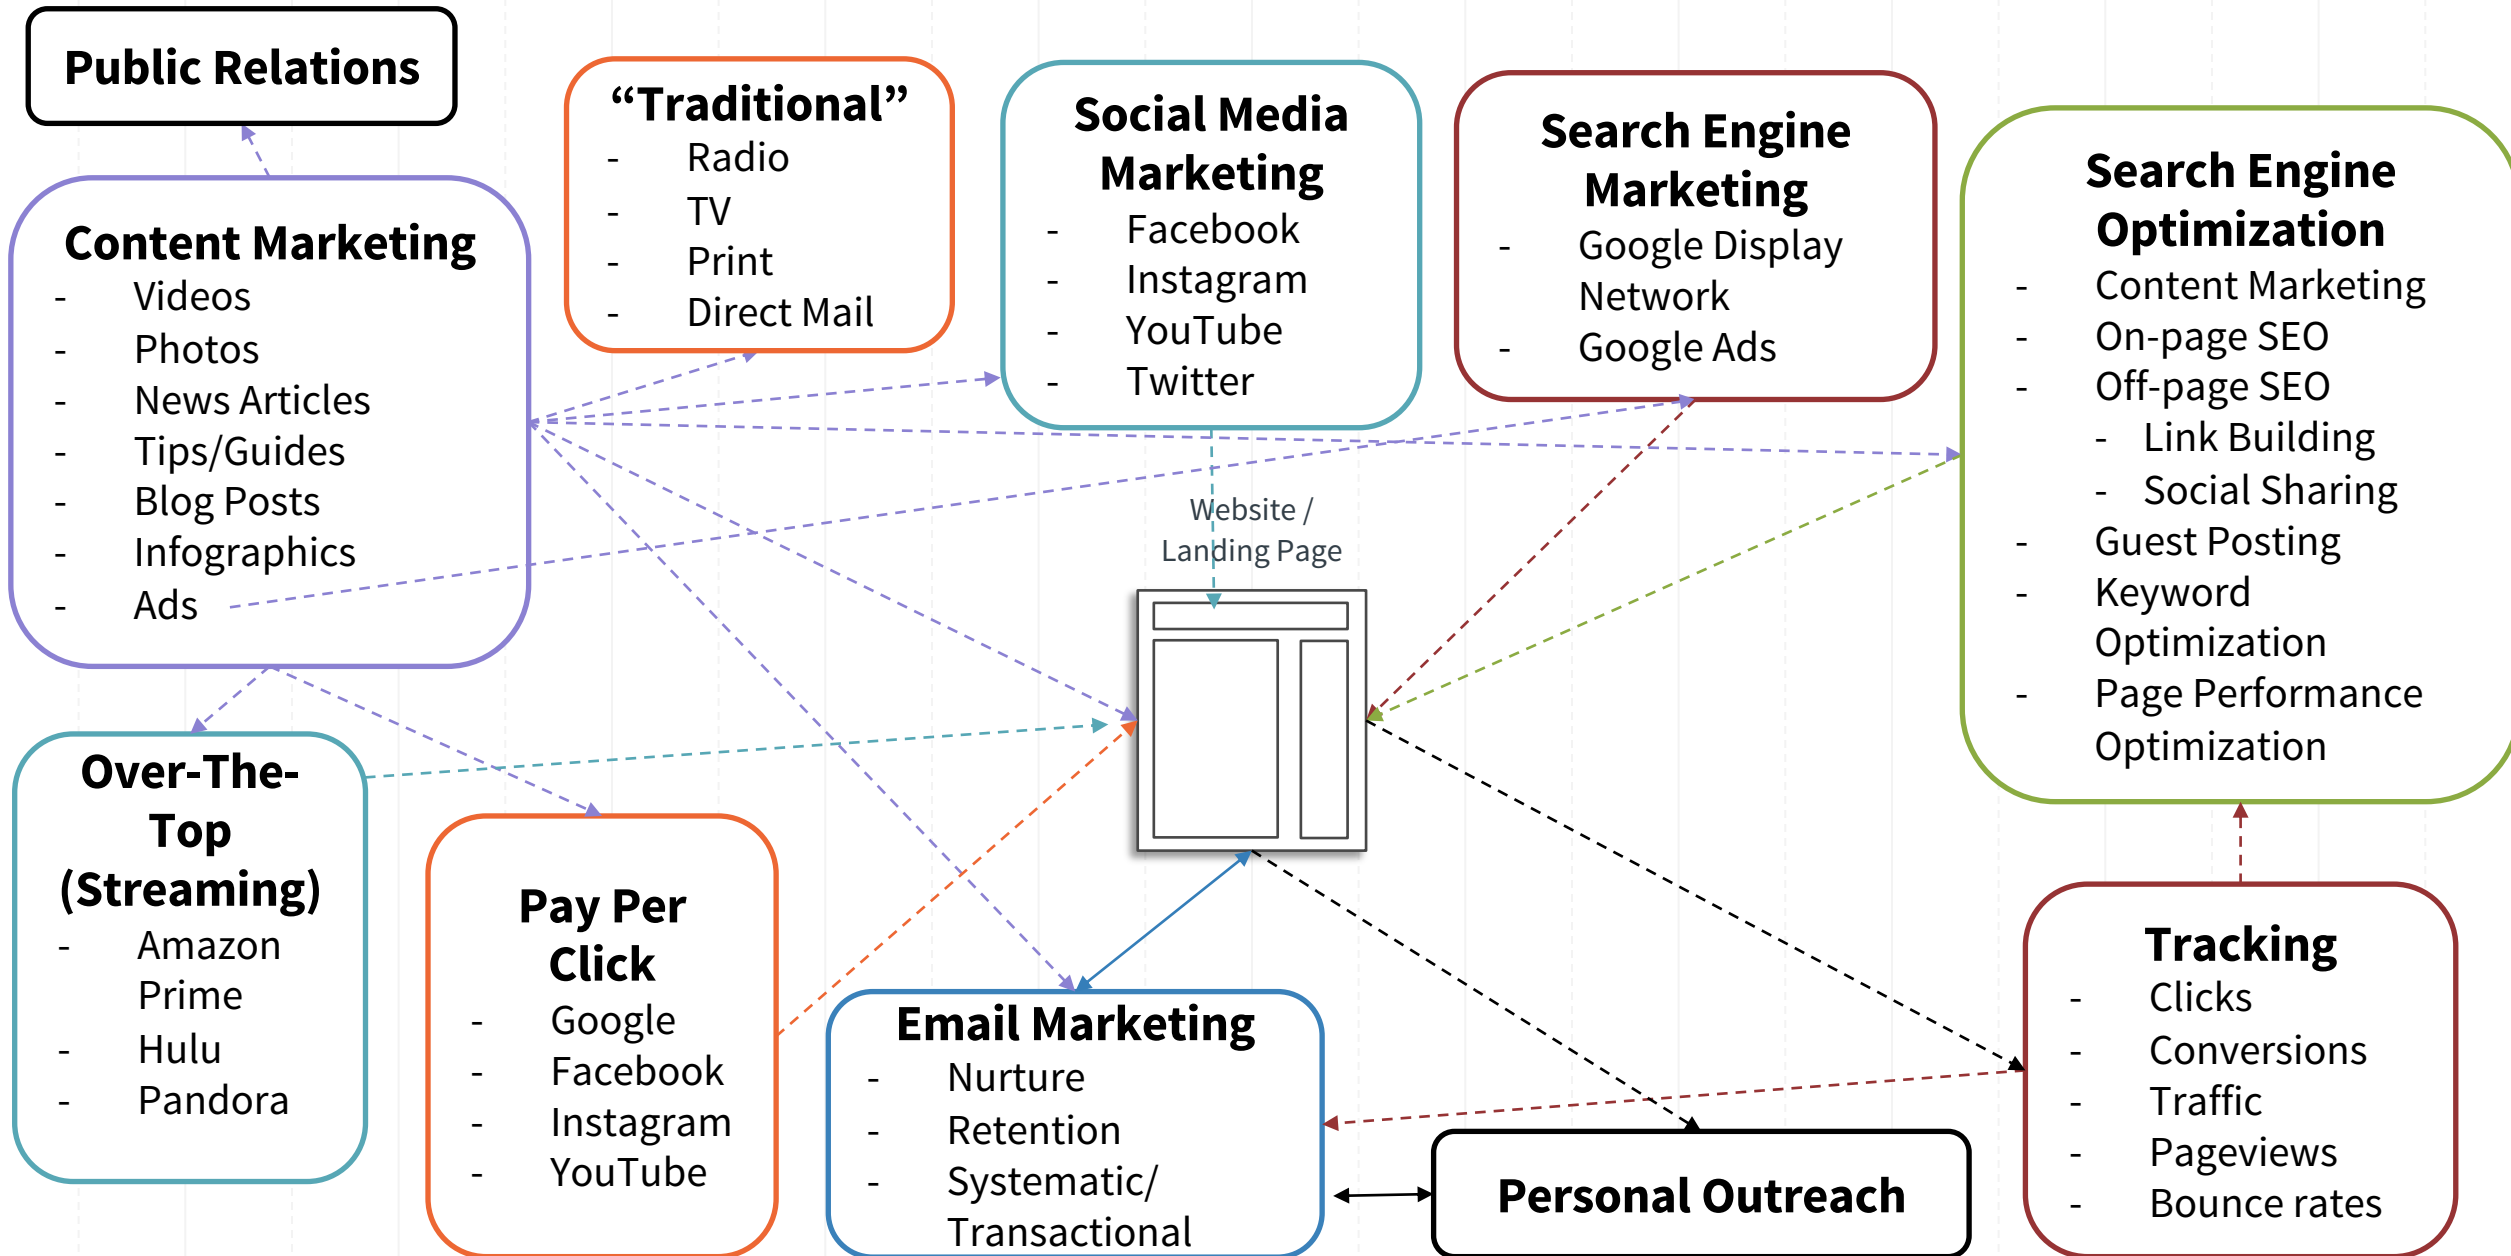 Public Relations
Content Marketing
- Videos
- Photos
- News Articles
- Tips/Guides
- Blog Posts
- Infographics
- Ads
“Traditional”
- Radio
- TV
- Print
- Direct Mail
Social Media
Marketing
- Facebook
- Instagram
- YouTube
- Twitter
Search Engine
Marketing
- Google Display
Network
- Google Ads
Search Engine
Optimization
- Content Marketing
- On-page SEO
- Off-page SEO
- Link Building
- Social Sharing
- Guest Posting
- Keyword
Optimization
- Page Performance
Optimization
Website /
Landing Page
Over-The-
Top
(Streaming)
- Amazon
Prime
- Hulu
- Pandora
Pay Per
Click
- Google
- Facebook
- Instagram
- YouTube
Email Marketing
- Nurture
- Retention
- Systematic/
Transactional
Personal Outreach
Tracking
- Clicks
- Conversions
- Traffic
- Pageviews
- Bounce rates